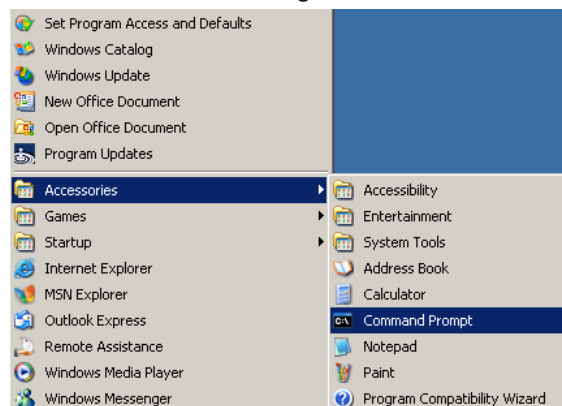 Set Program Access and Defaults
Windows Catalog
Windows Update
New Office Document
Open Office Document
Program Updates
Accessories
Games
Startup
Internet Explorer
MSN Explorer
Outlook Express
Remote Assistance
Windows Media Player
Windows Messenger
Accessibility
Entertainment
System Tools
Address Book
Calculator
Command Prompt
Notepad
Paint
Program Compatibility Wizard